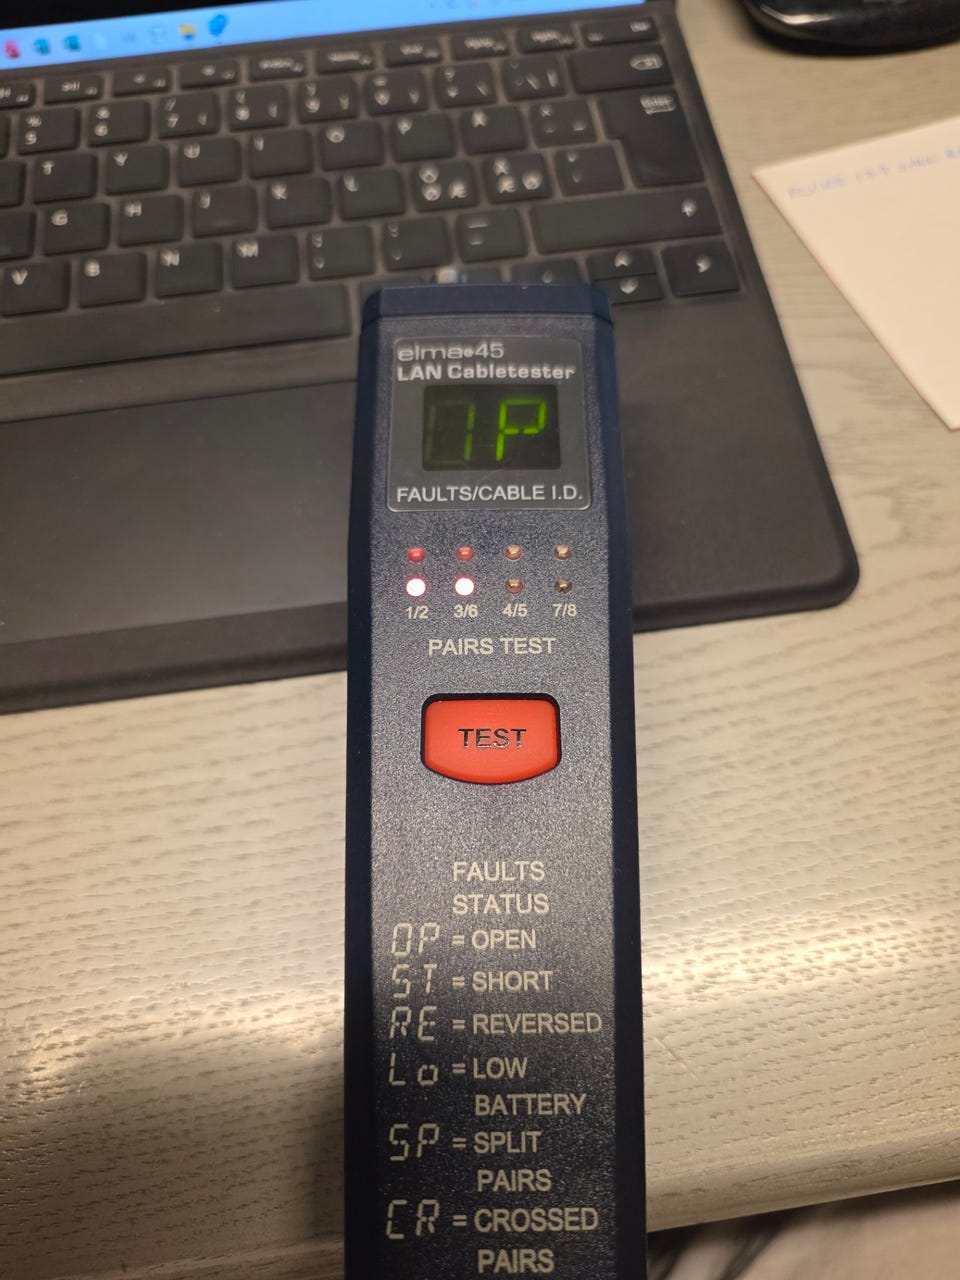 T Y U I O P Å
G H J K L
V B N M
elma●45
LAN Cabletester
FAULTS/CABLE I.D.
1/2 3/6 4/5 7/8
PAIRS TEST
TEST
FAULTS
STATUS
OP = OPEN
ST = SHORT
RE = REVERSED
Lo = LOW
BATTERY
SP = SPLIT
PAIRS
CR = CROSSED
PAIRS